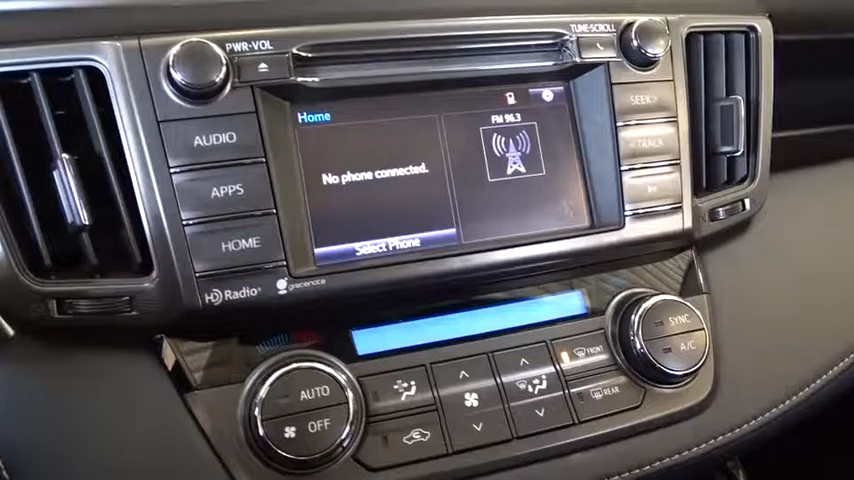 PWR•VOL
TUNE•SCROLL
AUDIO
APPS
HOME
Home
No phone connected.
Select Phone
FM 96.3
SEEK >
< TRACK
HD Radio
gracenote
AUTO
OFF
FRONT
REAR
SYNC
A/C